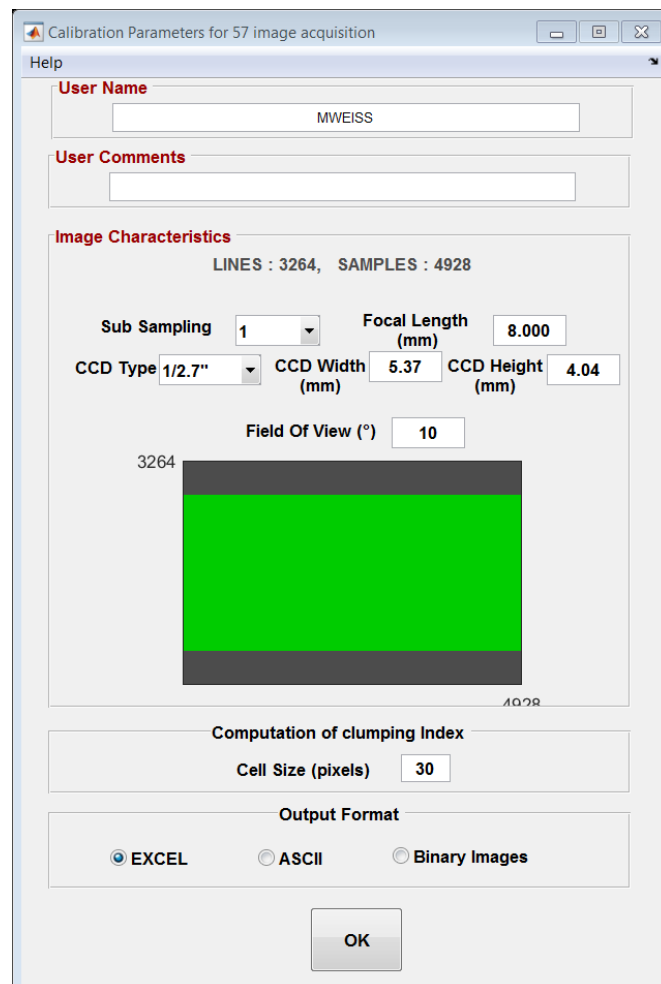 Calibration Parameters for 57 image acquisition
Help
User Name
MWEISS
User Comments
Image Characteristics
LINES : 3264, SAMPLES : 4928
Sub Sampling
1
Focal Length
(mm)
8.000
CCD Type
1/2.7"
CCD Width
(mm)
5.37
CCD Height
(mm)
4.04
Field Of View (°)
10
3264
4928
Computation of clumping Index
Cell Size (pixels)
30
Output Format
EXCEL
ASCII
Binary Images
OK